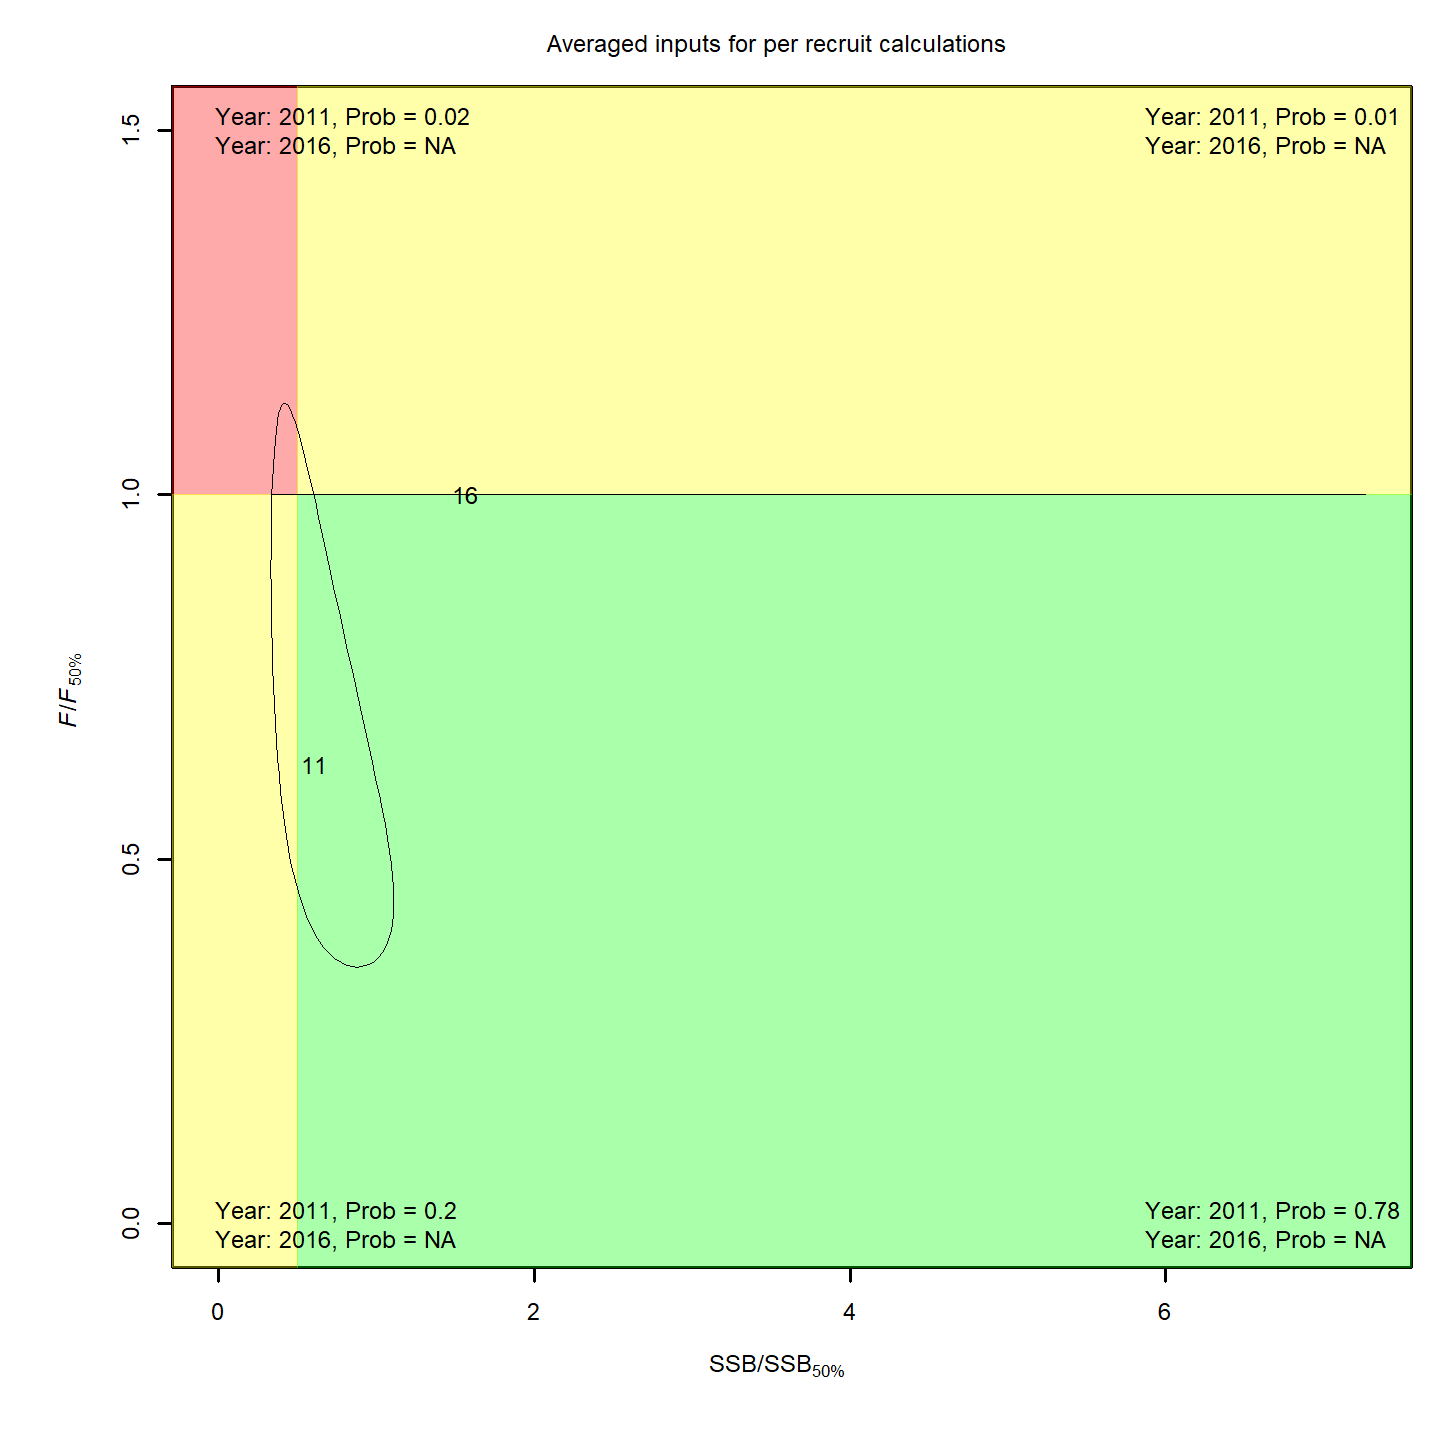 Averaged inputs for per recruit calculations
Year: 2011, Prob = 0.02
Year: 2016, Prob = NA
Year: 2011, Prob = 0.01
Year: 2016, Prob = NA
1.5
1.0
0.5
0.0
F/F50%
16
11
Year: 2011, Prob = 0.2
Year: 2016, Prob = NA
Year: 2011, Prob = 0.78
Year: 2016, Prob = NA
0 2 4 6
SSB/SSB50%